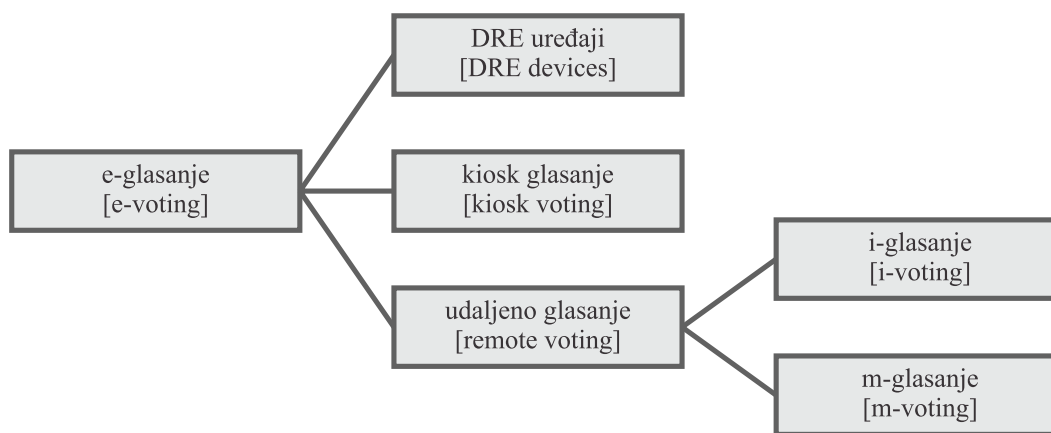 DRE uređaji
[DRE devices]
e-glasanje
[e-voting]
kiosk glasanje
[kiosk voting]
udaljeno glasanje
[remote voting]
i-glasanje
[i-voting]
m-glasanje
[m-voting]